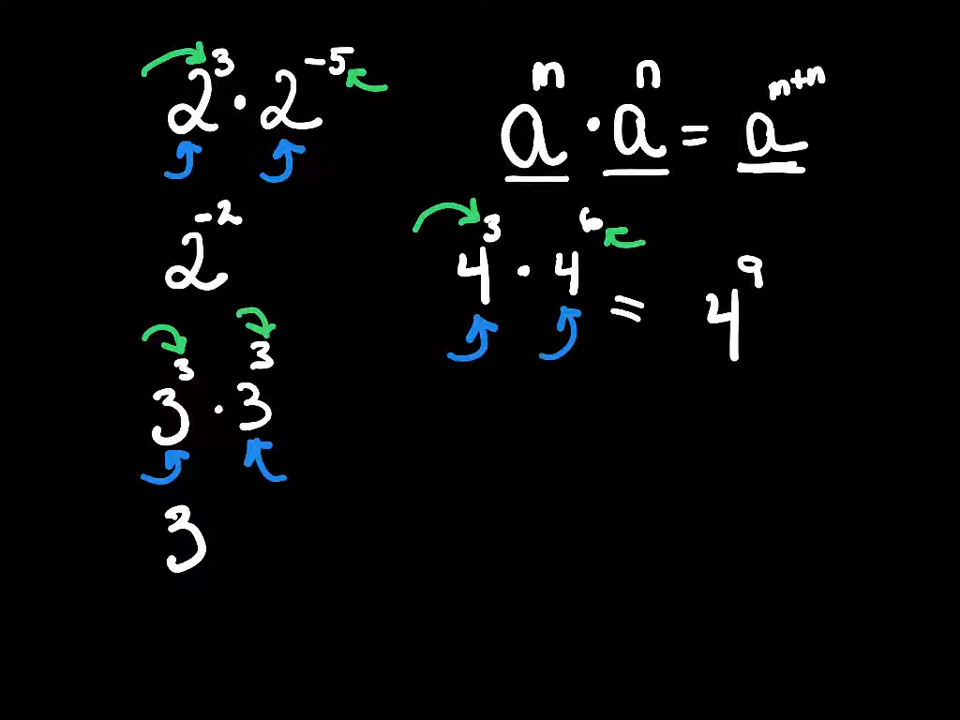 2³ · 2⁻⁵
2⁻²
3³ · 3³
3
aᵐ · aⁿ = aᵐ⁺ⁿ
4³ · 4⁶ = 4⁹